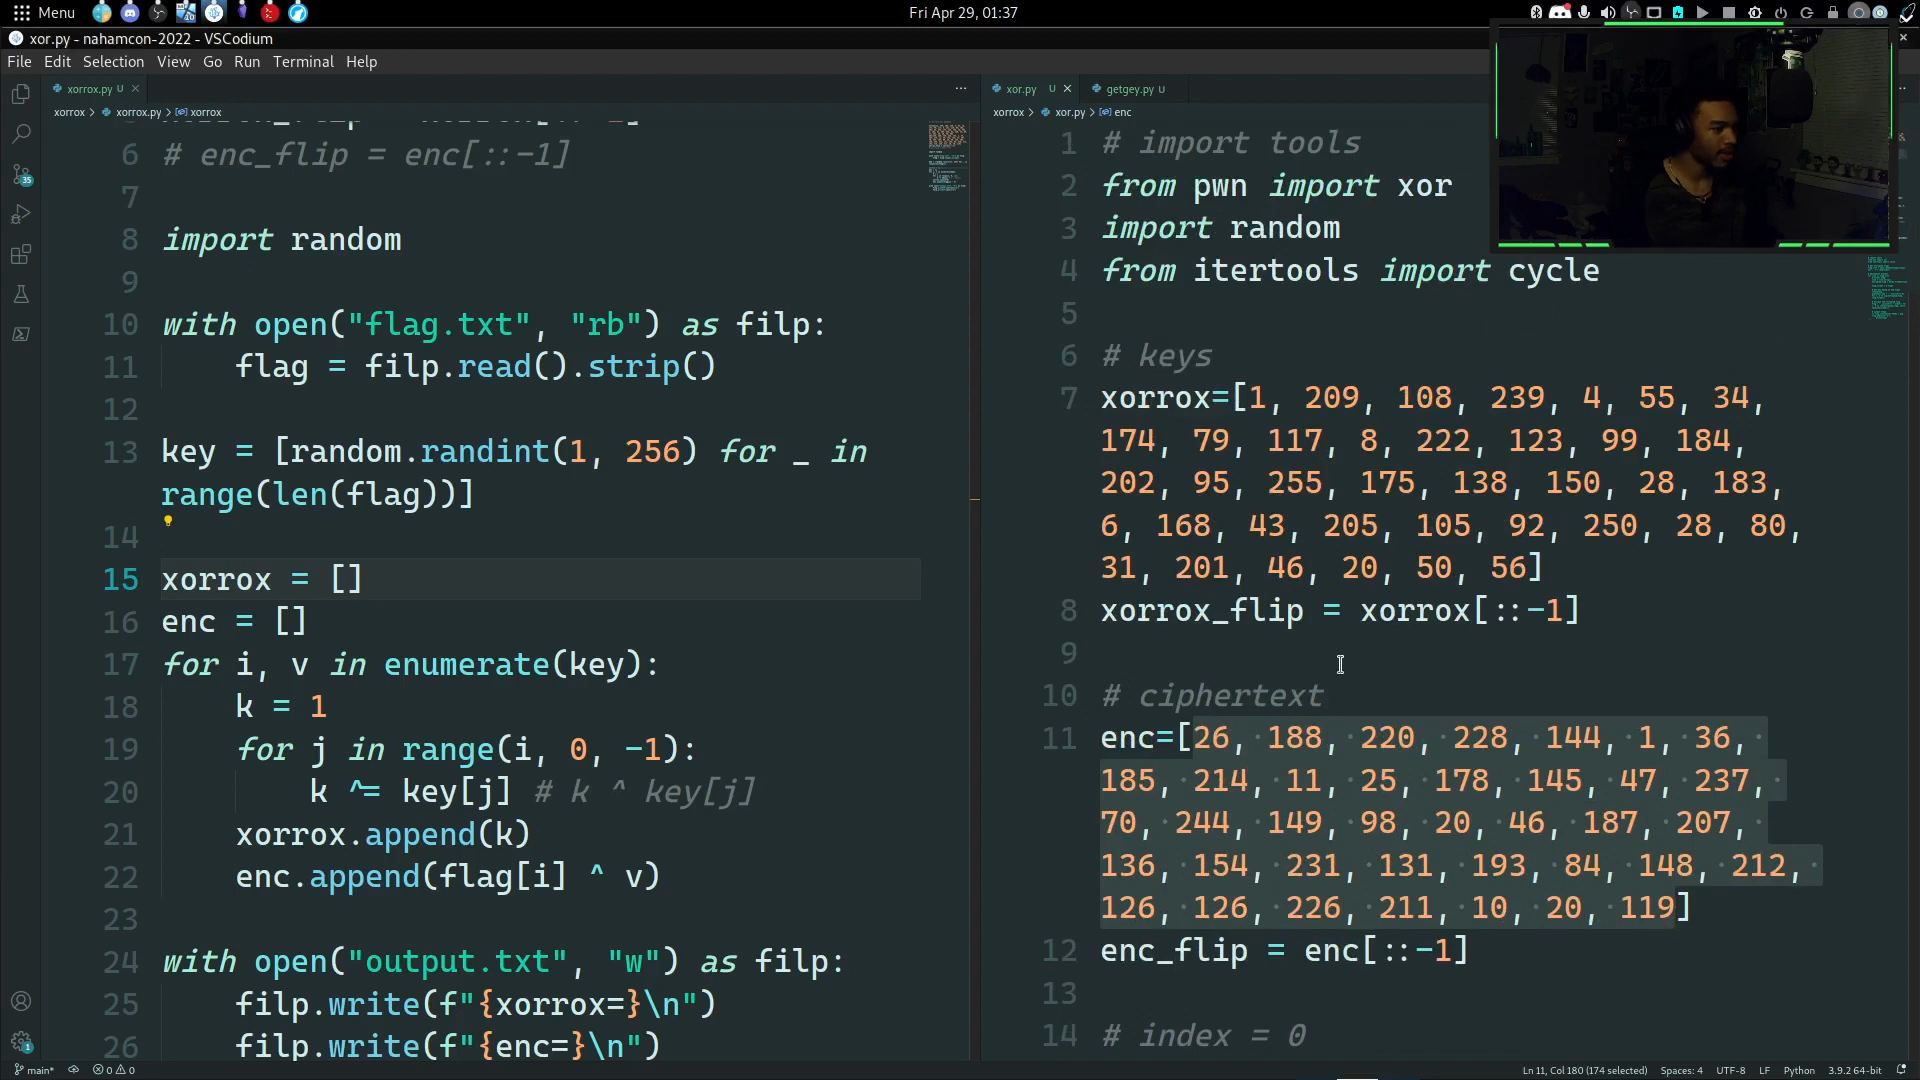 Menu
Fri Apr 29, 01:37
xor.py - nahamcon-2022 - VSCodium
File Edit Selection View Go Run Terminal Help
xorrox.py U
xorrox > xorrox.py > xorrox
6 # enc_flip = enc[::-1]
7
8 import random
9
10 with open("flag.txt", "rb") as filp:
11 flag = filp.read().strip()
12
13 key = [random.randint(1, 256) for _ in
range(len(flag))]
14
15 xorrox = []
16 enc = []
17 for i, v in enumerate(key):
18 k = 1
19 for j in range(i, 0, -1):
20 k ^= key[j] # k ^ key[j]
21 xorrox.append(k)
22 enc.append(flag[i] ^ v)
23
24 with open("output.txt", "w") as filp:
25 filp.write(f"{xorrox=}\n")
26 filp.write(f"{enc=}\n")
xor.py U getgey.py U
xorrox > xor.py > enc
1 # import tools
2 from pwn import xor
3 import random
4 from itertools import cycle
5
6 # keys
7 xorrox=[1, 209, 108, 239, 4, 55, 34,
174, 79, 117, 8, 222, 123, 99, 184,
202, 95, 255, 175, 138, 150, 28, 183,
6, 168, 43, 205, 105, 92, 250, 28, 80,
31, 201, 46, 20, 50, 56]
8 xorrox_flip = xorrox[::-1]
9
10 # ciphertext
11 enc=[26, 188, 220, 228, 144, 1, 36,
185, 214, 11, 25, 178, 145, 47, 237,
70, 244, 149, 98, 20, 46, 187, 207,
136, 154, 231, 131, 193, 84, 148, 212,
126, 126, 226, 211, 10, 20, 119]
12 enc_flip = enc[::-1]
13
14 # index = 0
35
1
main* 0 0
Ln 11, Col 180 (174 selected) Spaces: 4 UTF-8 LF Python 3.9.2 64-bit